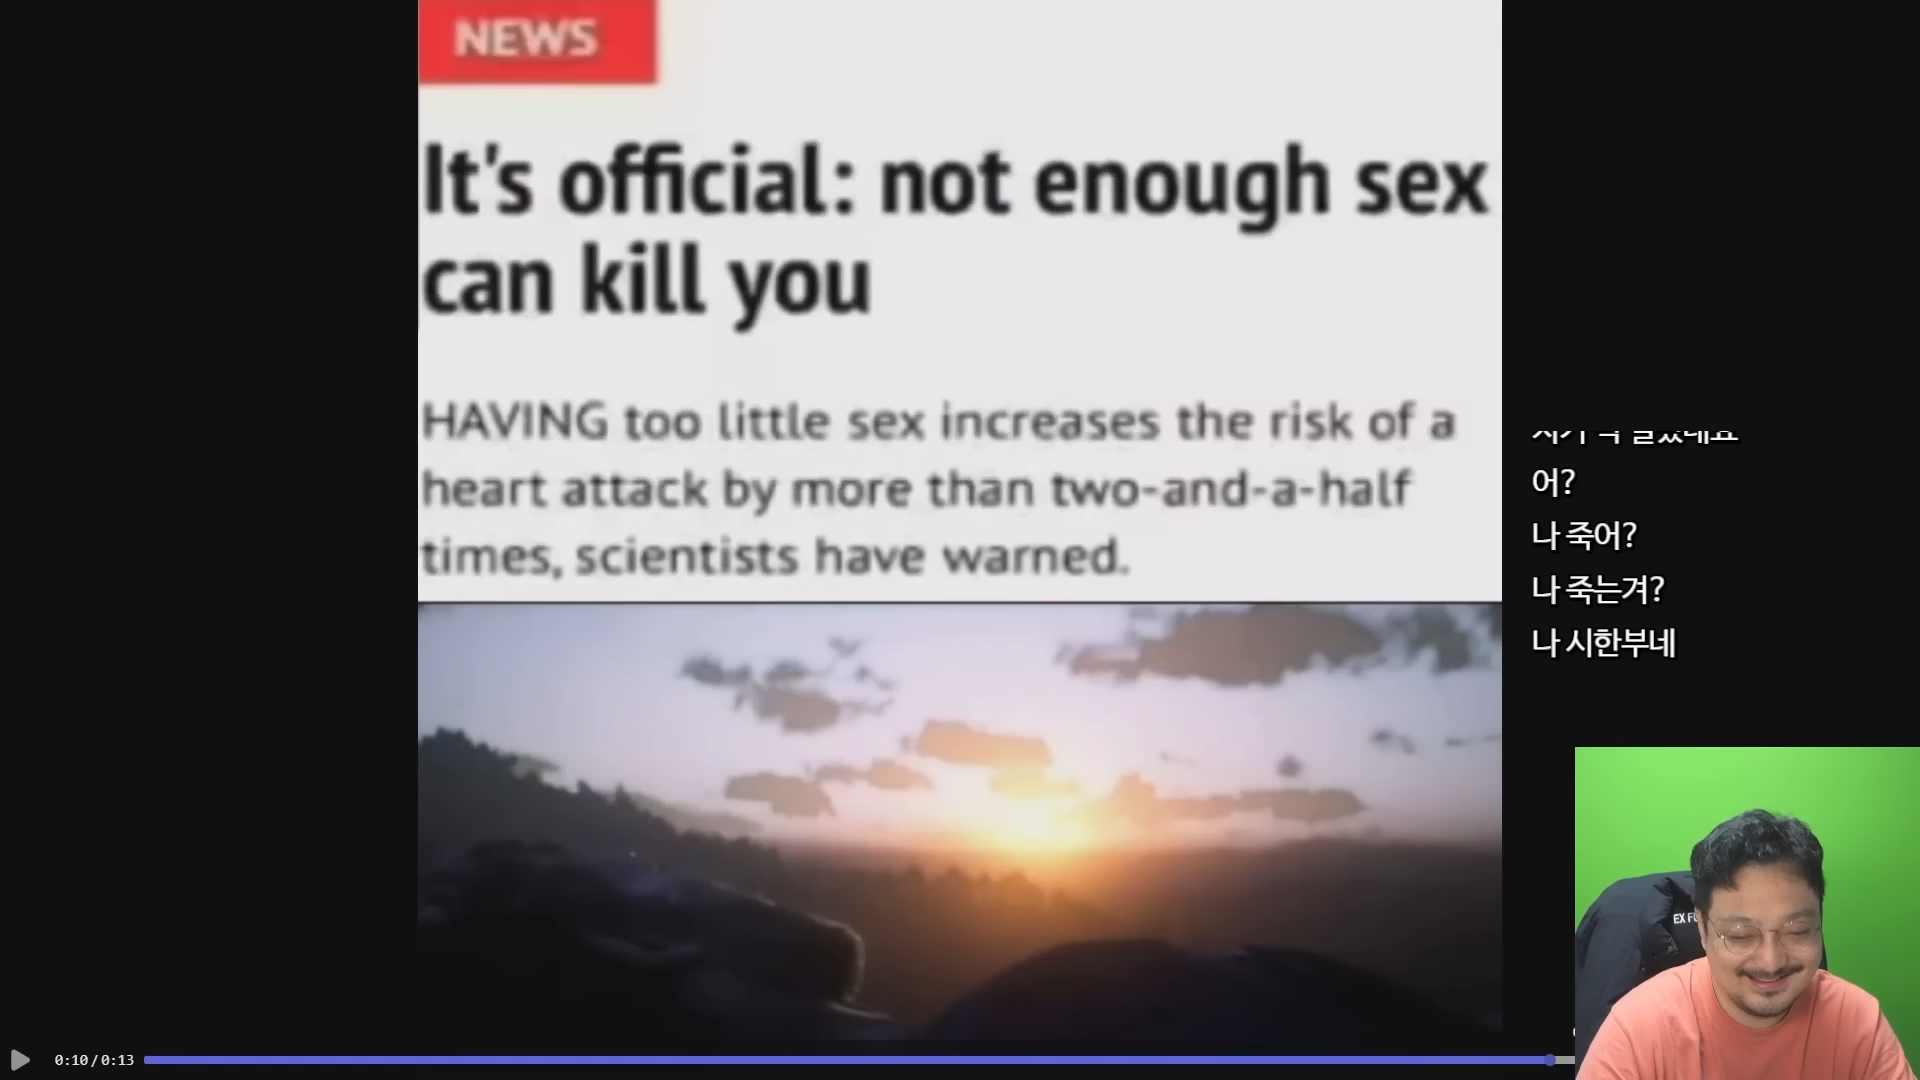 NEWS
It's official: not enough sex
can kill you
HAVING too little sex increases the risk of a
heart attack by more than two-and-a-half
times, scientists have warned.
어?
나 죽어?
나 죽는겨?
나 시한부네
EX
0:10 / 0:13